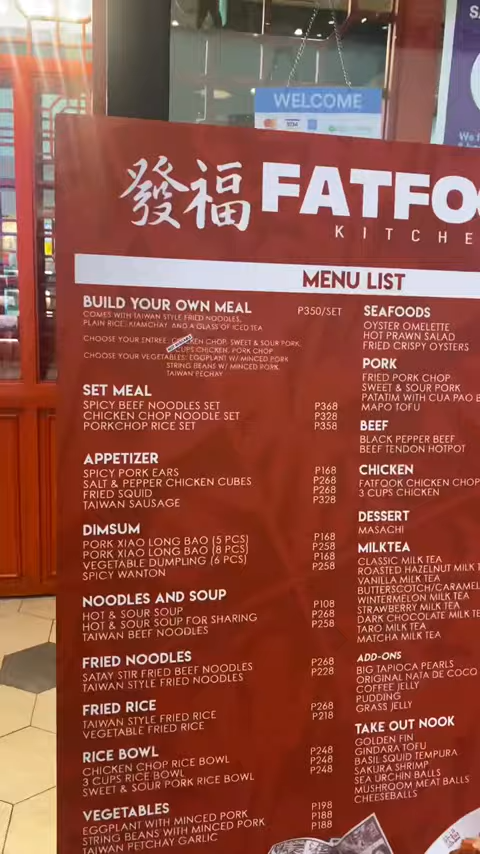 WELCOME
發福 FATFOO
KITCHE
MENU LIST
BUILD YOUR OWN MEAL P350/SET
COMES WITH TAIWAN STYLE FRIED NOODLES,
PLAIN RICE, KIAMCHAY, AND A GLASS OF ICED TEA
CHOOSE YOUR ENTREE: CHICKEN CHOP, SWEET & SOUR PORK,
CUPS CHICKEN, PORK CHOP
CHOOSE YOUR VEGETABLES: EGGPLANT W/ MINCED PORK
STRING BEANS W/ MINCED PORK
TAIWAN PECHAY
SET MEAL
SPICY BEEF NOODLES SET P368
CHICKEN CHOP NOODLE SET P328
PORKCHOP RICE SET P358
APPETIZER
SPICY PORK EARS P168
SALT & PEPPER CHICKEN CUBES P268
FRIED SQUID P268
TAIWAN SAUSAGE P328
DIMSUM
PORK XIAO LONG BAO (5 PCS) P168
PORK XIAO LONG BAO (8 PCS) P258
VEGETABLE DUMPLING (6 PCS) P168
SPICY WANTON P258
NOODLES AND SOUP
HOT & SOUR SOUP P108
HOT & SOUR SOUP FOR SHARING P268
TAIWAN BEEF NOODLES P258
FRIED NOODLES
SATAY STIR FRIED BEEF NOODLES P268
TAIWAN STYLE FRIED NOODLES P228
FRIED RICE
TAIWAN STYLE FRIED RICE P268
VEGETABLE FRIED RICE P218
RICE BOWL
CHICKEN CHOP RICE BOWL P248
3 CUPS RICE BOWL P248
SWEET & SOUR PORK RICE BOWL P248
VEGETABLES
EGGPLANT WITH MINCED PORK P198
STRING BEANS WITH MINCED PORK P188
TAIWAN PETCHAY GARLIC P188
SEAFOODS
OYSTER OMELETTE
HOT PRAWN SALAD
FRIED CRISPY OYSTERS
PORK
FRIED PORK CHOP
SWEET & SOUR PORK
PATATIM WITH CUA PAO B
MAPO TOFU
BEEF
BLACK PEPPER BEEF
BEEF TENDON HOTPOT
CHICKEN
FATFOOK CHICKEN CHOP
3 CUPS CHICKEN
DESSERT
MASACHI
MILKTEA
CLASSIC MILK TEA
ROASTED HAZELNUT MILK T
VANILLA MILK TEA
BUTTERSCOTCH/CARAMEL
WINTERMELON MILK TEA
STRAWBERRY MILK TEA
DARK CHOCOLATE MILK TE
TARO MILK TEA
MATCHA MILK TEA
ADD-ONS
BIG TAPIOCA PEARLS
ORIGINAL NATA DE COCO
COFFEE JELLY
PUDDING
GRASS JELLY
TAKE OUT NOOK
GOLDEN FIN
GINDARA TOFU
BASIL SQUID TEMPURA
SAKURA SHRIMP
SEA URCHIN BALLS
MUSHROOM MEAT BALLS
CHEESEBALLS